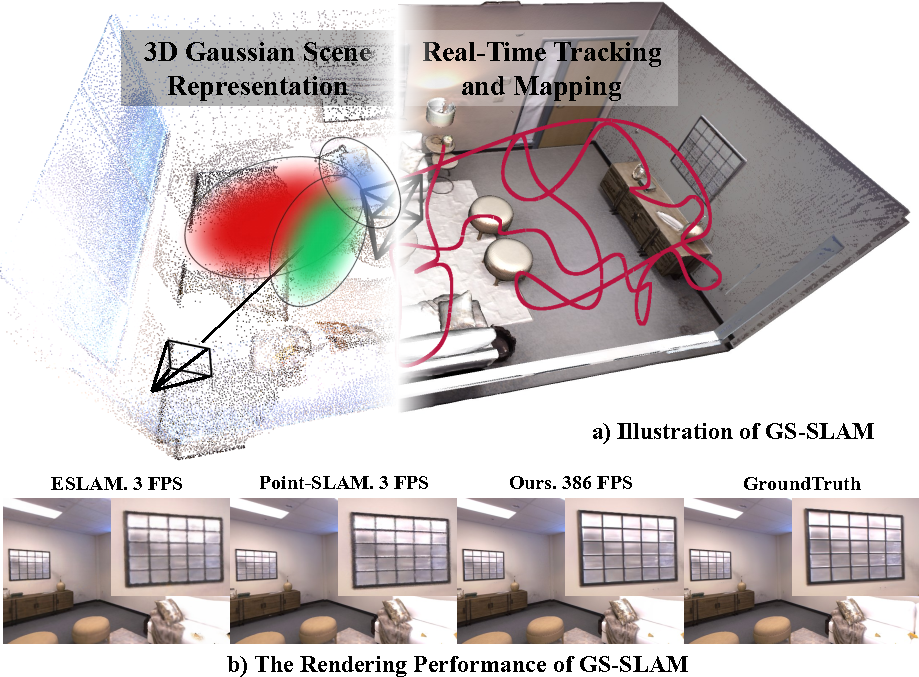 3D Gaussian Scene
Representation
Real-Time Tracking
and Mapping
a) Illustration of GS-SLAM
ESLAM. 3 FPS
Point-SLAM. 3 FPS
Ours. 386 FPS
GroundTruth
b) The Rendering Performance of GS-SLAM